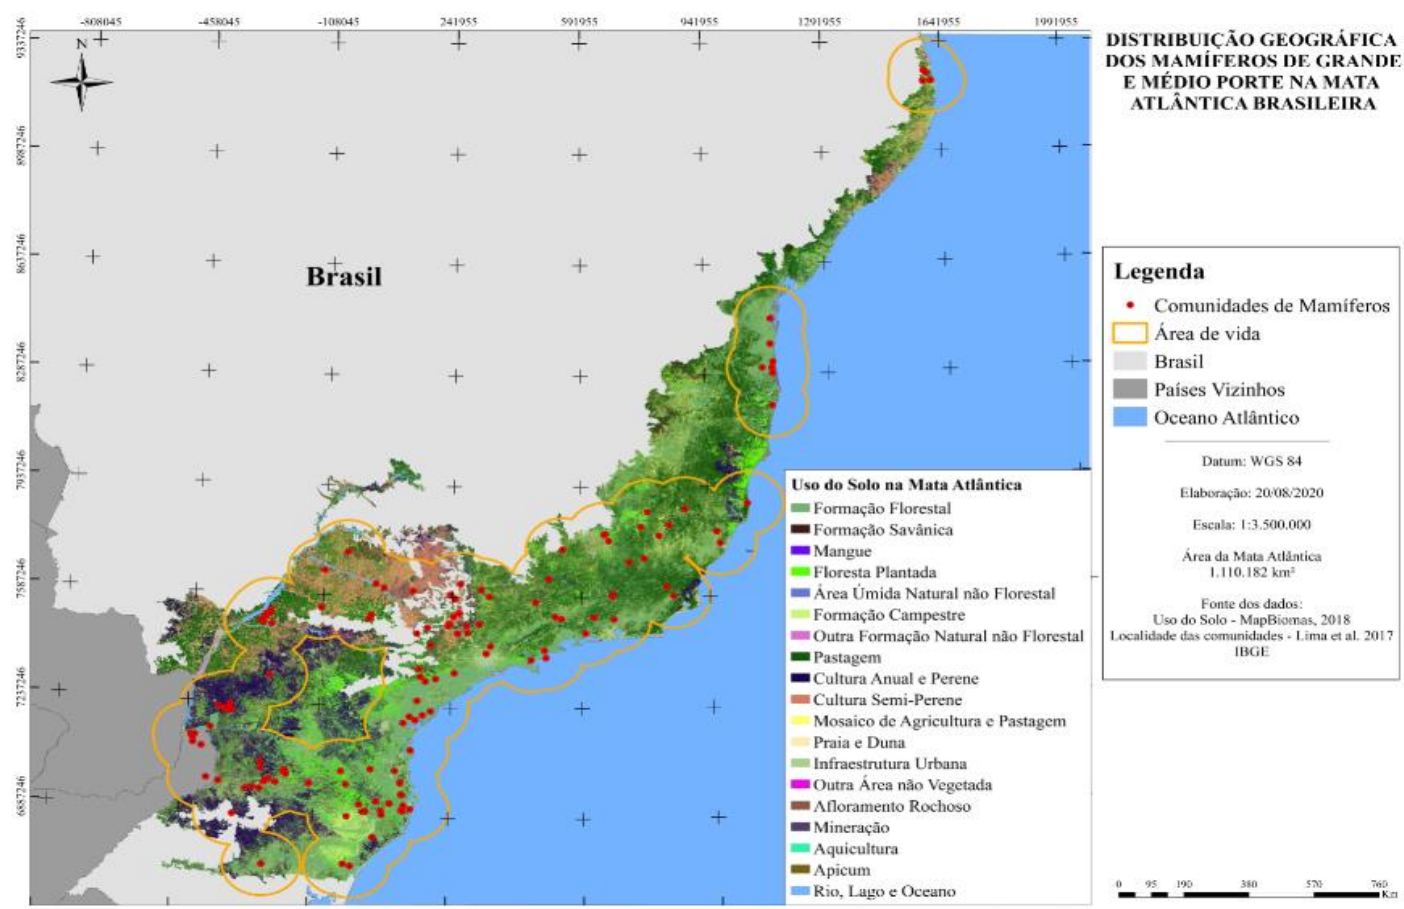 -808045 -458045 -108045 241955 591955 941955 1291955 1641955 1991955
9337246
8987246
8637246
8287246
7937246
7587246
7237246
6887246
N
Brasil
DISTRIBUIÇÃO GEOGRÁFICA
DOS MAMÍFEROS DE GRANDE
E MÉDIO PORTE NA MATA
ATLÂNTICA BRASILEIRA
Legenda
Comunidades de Mamíferos
Área de vida
Brasil
Países Vizinhos
Oceano Atlântico
Datum: WGS 84
Elaboração: 20/08/2020
Escala: 1:3.500.000
Área da Mata Atlântica
1.110.182 km²
Fonte dos dados:
Uso do Solo - MapBiomas, 2018
Localidade das comunidades - Lima et al. 2017
IBGE
Uso do Solo na Mata Atlântica
Formação Florestal
Formação Savânica
Mangue
Floresta Plantada
Área Úmida Natural não Florestal
Formação Campestre
Outra Formação Natural não Florestal
Pastagem
Cultura Anual e Perene
Cultura Semi-Perene
Mosaico de Agricultura e Pastagem
Praia e Duna
Infraestrutura Urbana
Outra Área não Vegetada
Afloramento Rochoso
Mineração
Aquicultura
Apicum
Rio, Lago e Oceano
0 95 190 380 570 760
Km